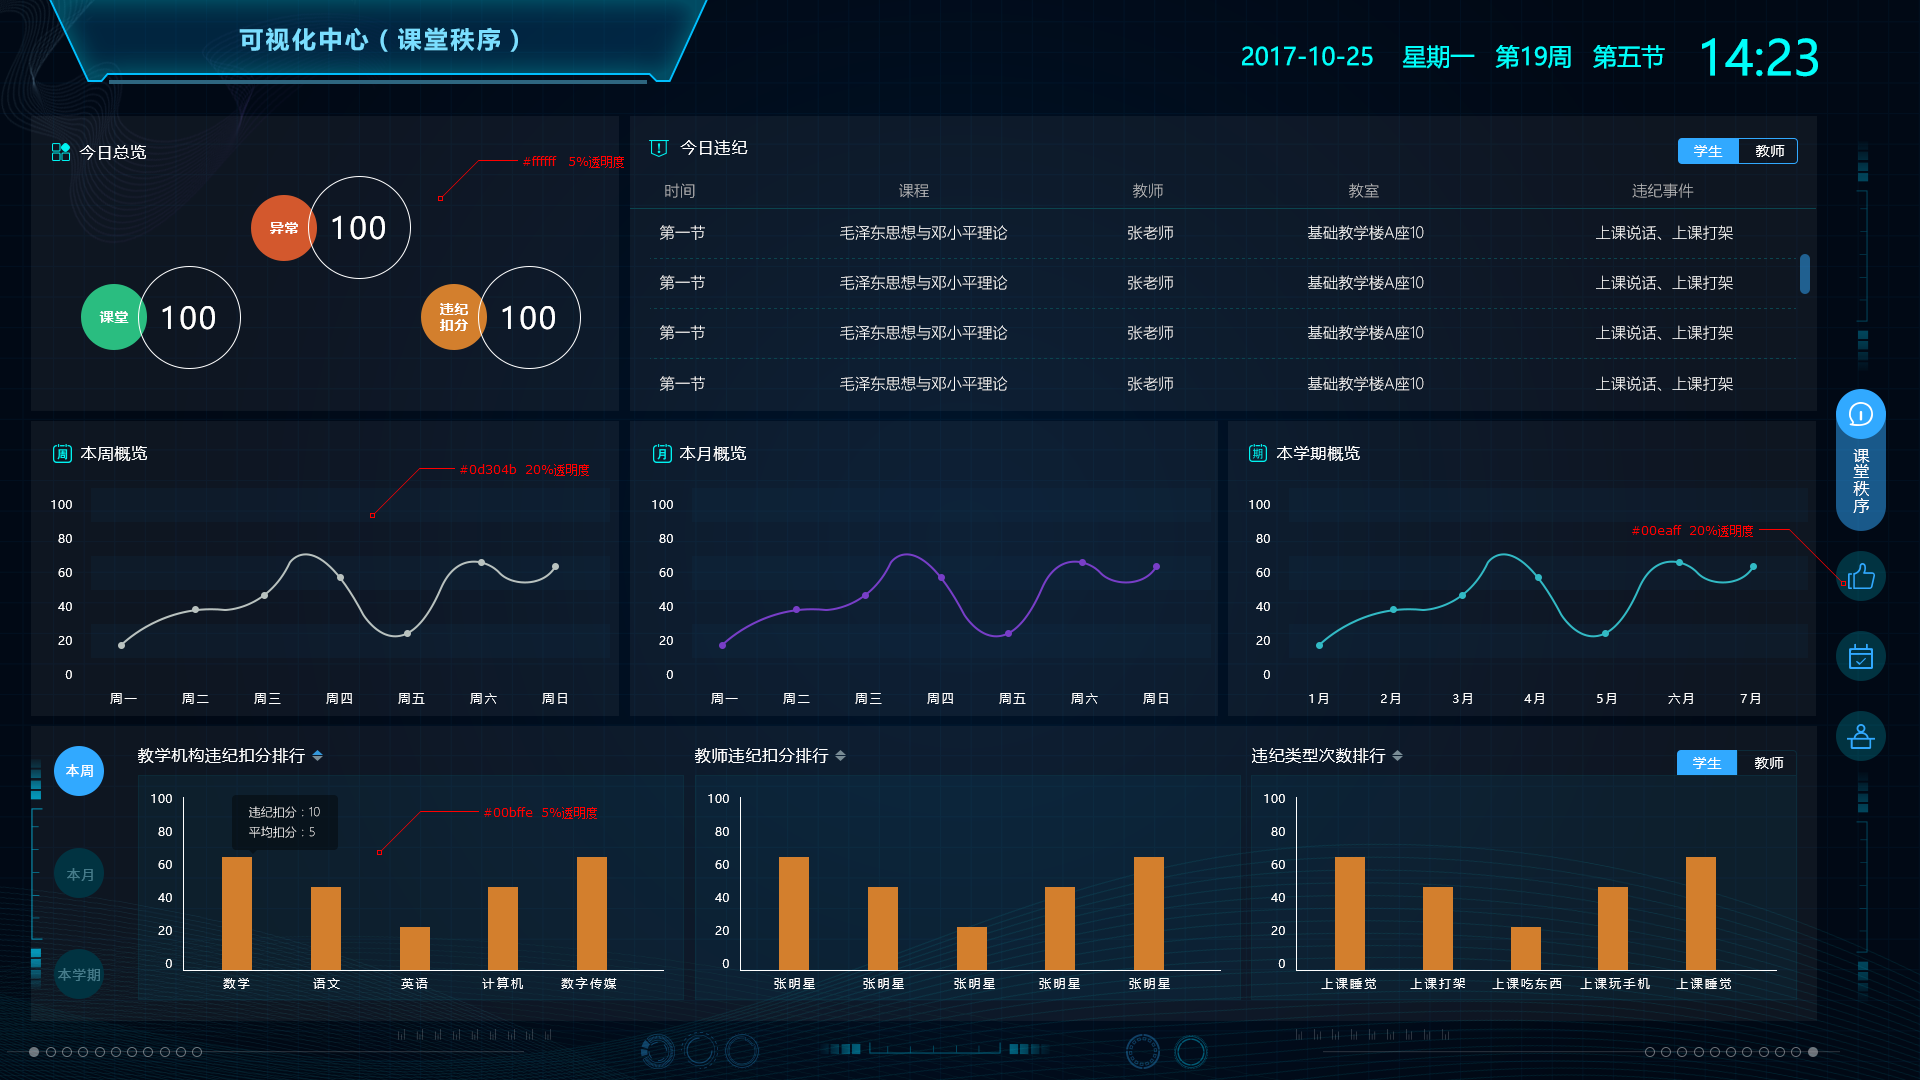 可视化中心（课堂秩序）
2017-10-25 星期一 第19周 第五节 14:23
今日总览
#ffffff 5%透明度
异常 100
课堂 100
违纪
扣分 100
今日违纪
学生 教师
时间 课程 教师 教室 违纪事件
第一节 毛泽东思想与邓小平理论 张老师 基础教学楼A座10 上课说话、上课打架
第一节 毛泽东思想与邓小平理论 张老师 基础教学楼A座10 上课说话、上课打架
第一节 毛泽东思想与邓小平理论 张老师 基础教学楼A座10 上课说话、上课打架
第一节 毛泽东思想与邓小平理论 张老师 基础教学楼A座10 上课说话、上课打架
周 本周概览
#0d304b 20%透明度
100
80
60
40
20
0
周一 周二 周三 周四 周五 周六 周日
月 本月概览
100
80
60
40
20
0
周一 周二 周三 周四 周五 周六 周日
期 本学期概览
#00eaff 20%透明度
100
80
60
40
20
0
1月 2月 3月 4月 5月 六月 7月
课堂秩序
本周
本月
本学期
教学机构违纪扣分排行
#00bffe 5%透明度
违纪扣分：10
平均扣分：5
100
80
60
40
20
0
数学 语文 英语 计算机 数字传媒
教师违纪扣分排行
100
80
60
40
20
0
张明星 张明星 张明星 张明星 张明星
违纪类型次数排行
学生 教师
100
80
60
40
20
0
上课睡觉 上课打架 上课吃东西 上课玩手机 上课睡觉